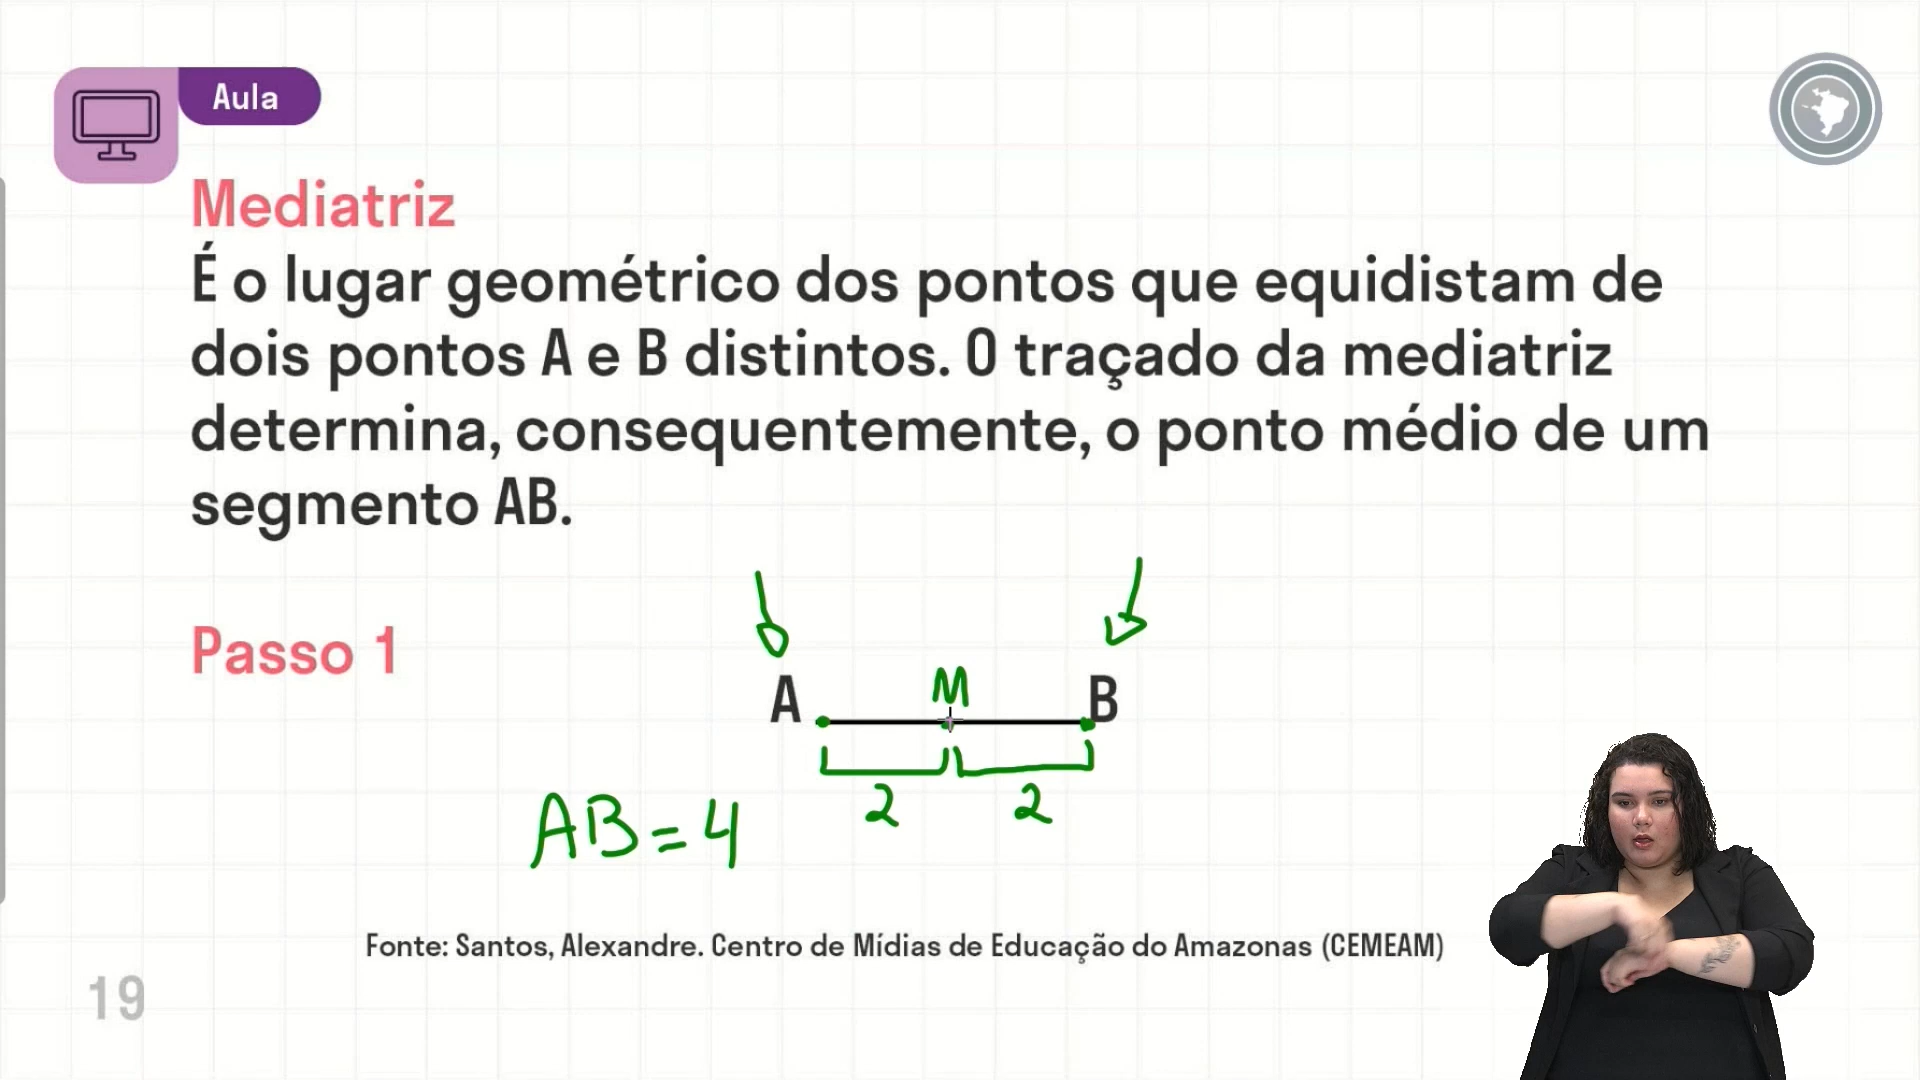 Aula
Mediatriz
É o lugar geométrico dos pontos que equidistam de
dois pontos A e B distintos. O traçado da mediatriz
determina, consequentemente, o ponto médio de um
segmento AB.
Passo 1
A M B
2 2
AB=4
Fonte: Santos, Alexandre. Centro de Mídias de Educação do Amazonas (CEMEAM)
19